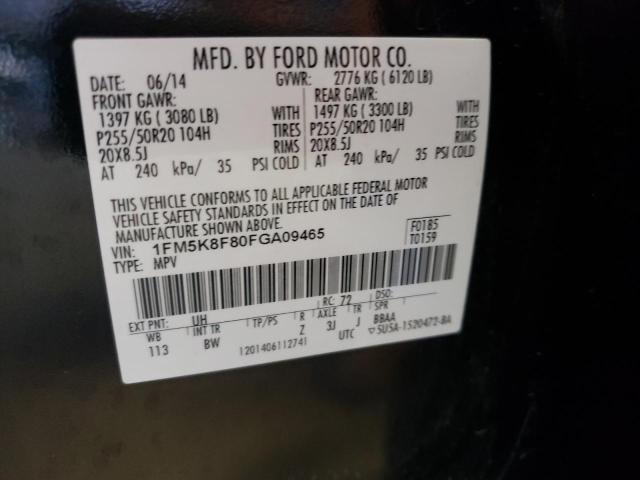 MFD. BY FORD MOTOR CO.
DATE: 06/14 GVWR: 2776 KG ( 6120 LB)
FRONT GAWR: REAR GAWR:
1397 KG ( 3080 LB) WITH 1497 KG ( 3300 LB) WITH
P255/50R20 104H TIRES P255/50R20 104H TIRES
20X8.5J RIMS 20X8.5J RIMS
AT 240 kPa/ 35 PSI COLD AT 240 kPa/ 35 PSI COLD
THIS VEHICLE CONFORMS TO ALL APPLICABLE FEDERAL MOTOR
VEHICLE SAFETY STANDARDS IN EFFECT ON THE DATE OF
MANUFACTURE SHOWN ABOVE.
VIN: 1FM5K8F80FGA09465 F0185
TYPE: MPV T0159
EXT PNT: UH RC: 72 DSO:
WB INT TR TP/PS R AXLE TR SPR
113 BW Z 3J J BBAA
1201406112741 UTC 5U5A-1520472-BA